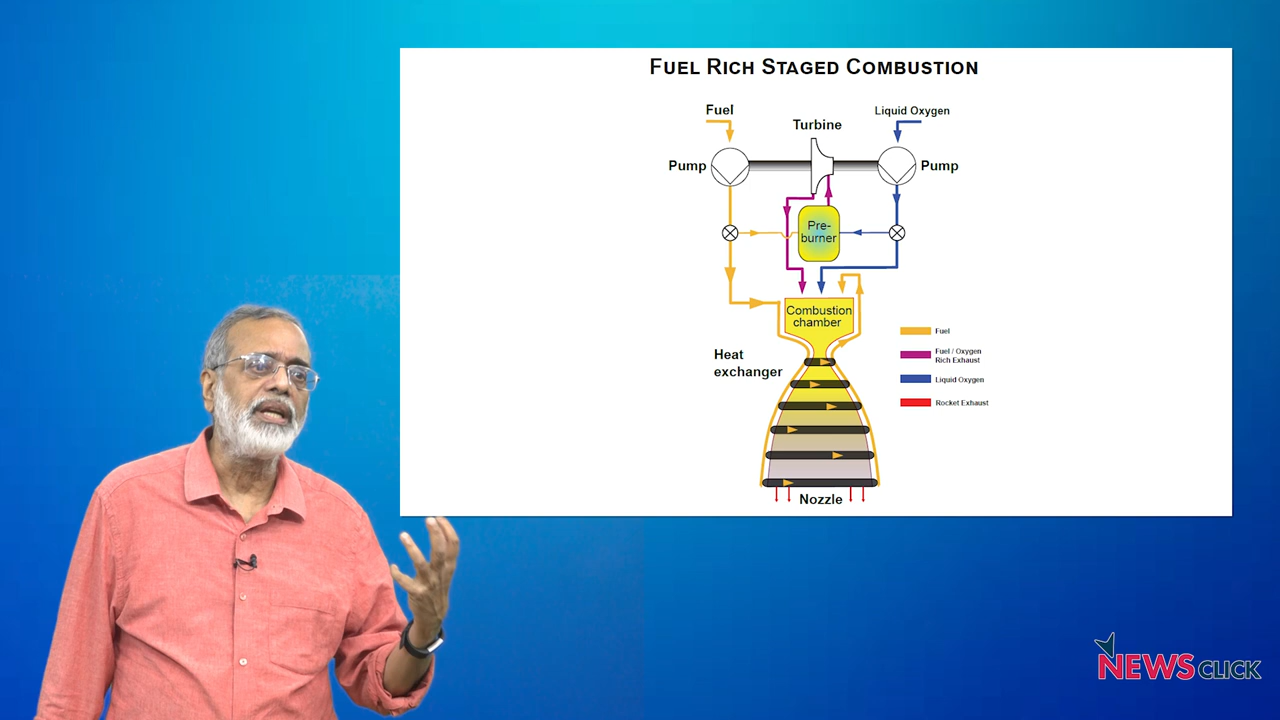 FUEL RICH STAGED COMBUSTION
Fuel
Liquid Oxygen
Turbine
Pump
Pump
Pre-
burner
Combustion
chamber
Heat
exchanger
Fuel
Fuel / Oxygen
Rich Exhaust
Liquid Oxygen
Rocket Exhaust
Nozzle
NEWSCLICK